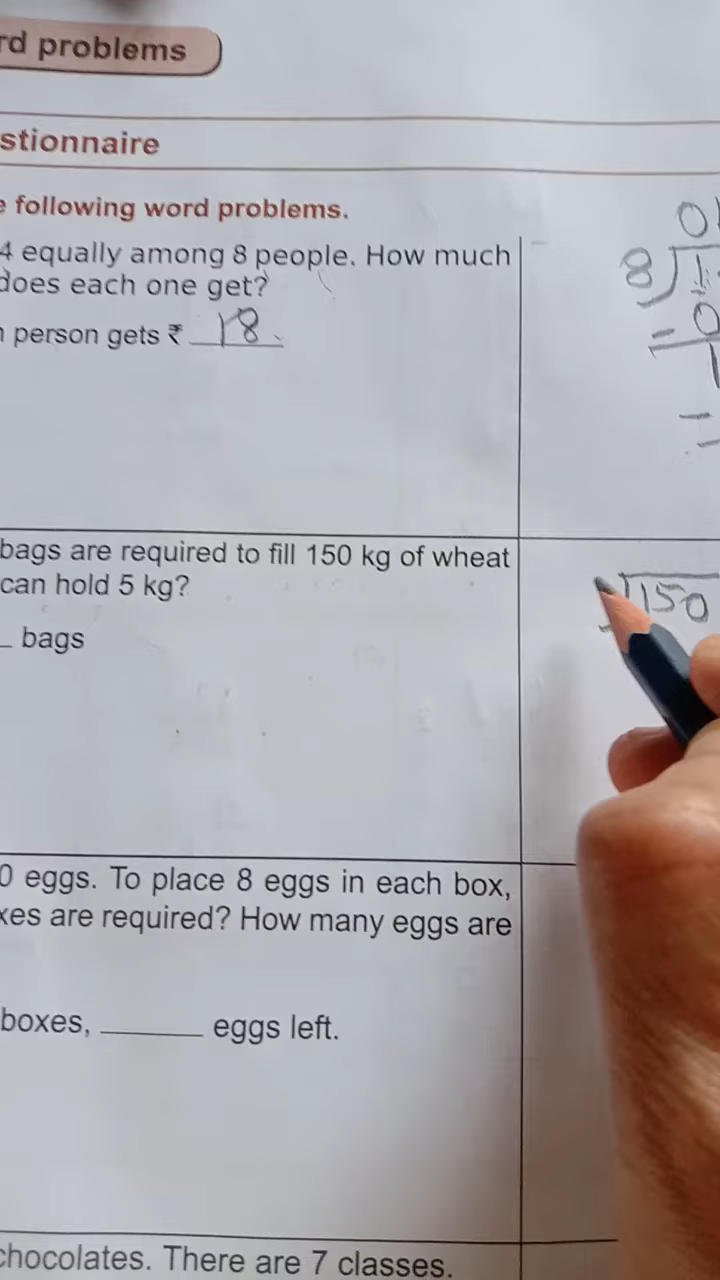 rd problems
stionnaire
e following word problems.
4 equally among 8 people. How much
does each one get?
n person gets ₹ 18
01
8
0
1
bags are required to fill 150 kg of wheat
can hold 5 kg?
bags
150
0 eggs. To place 8 eggs in each box,
xes are required? How many eggs are
boxes, ______ eggs left.
chocolates. There are 7 classes.